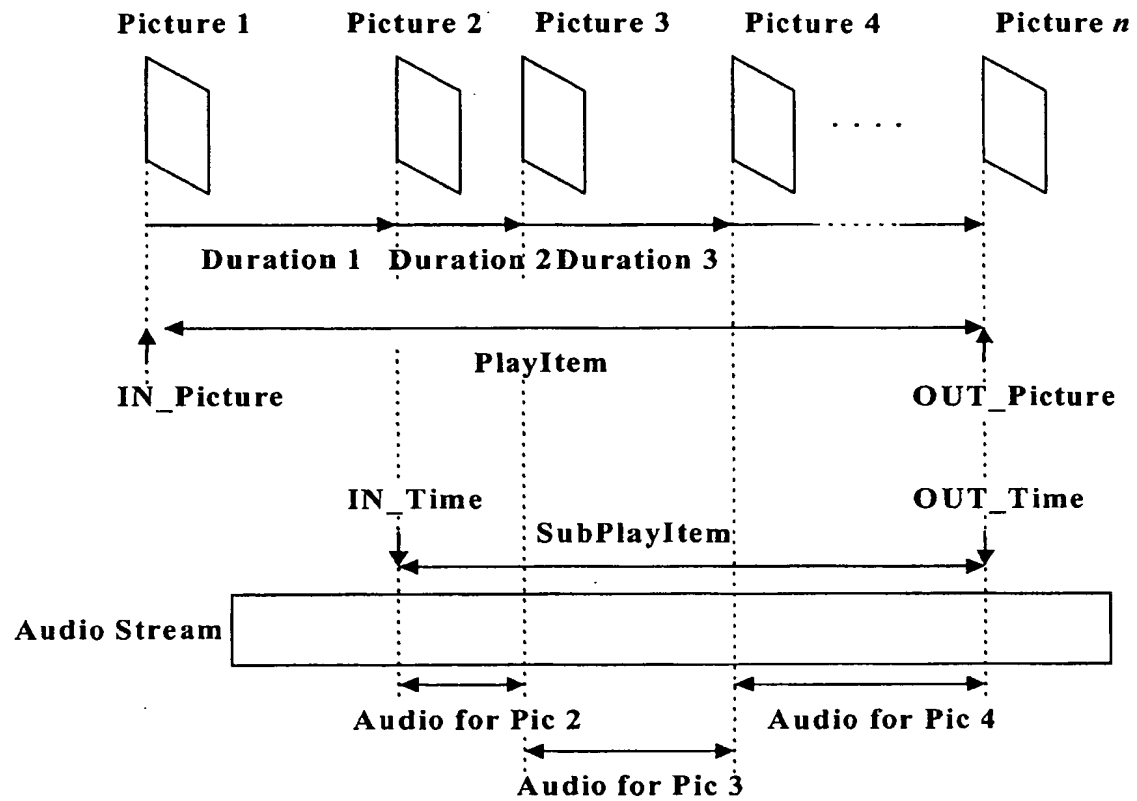 Picture 1 Picture 2 Picture 3 Picture 4 Picture n
Duration 1 Duration 2 Duration 3
PlayItem
IN_Picture OUT_Picture
IN_Time OUT_Time
SubPlayItem
Audio Stream
Audio for Pic 2 Audio for Pic 4
Audio for Pic 3